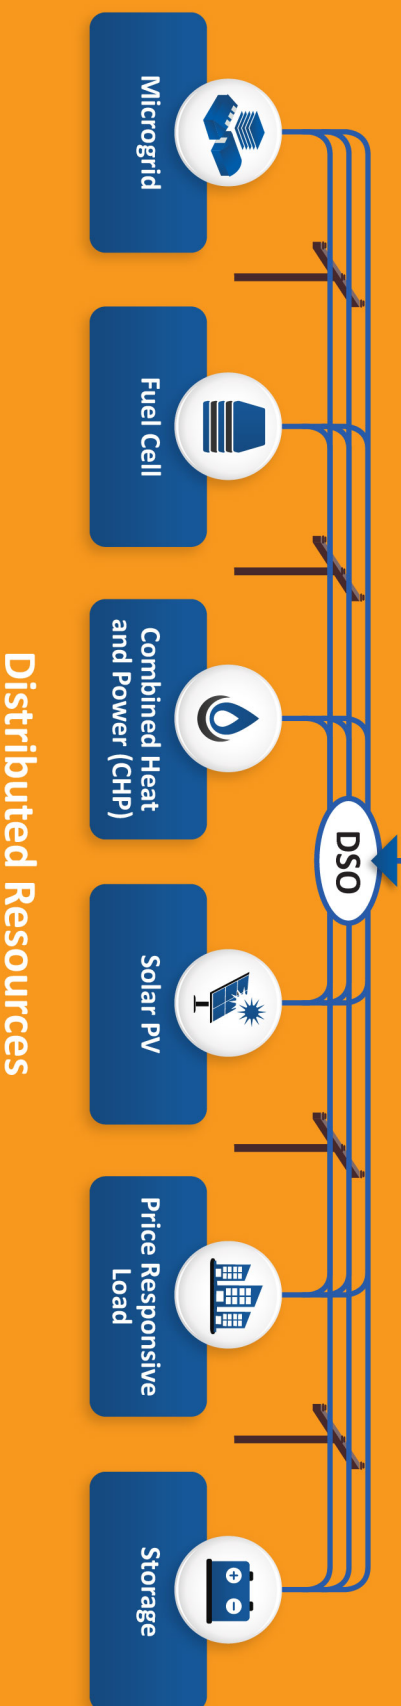 DSO
Microgrid
Fuel Cell
Combined Heat
and Power (CHP)
Solar PV
Price Responsive
Load
Storage
Distributed Resources